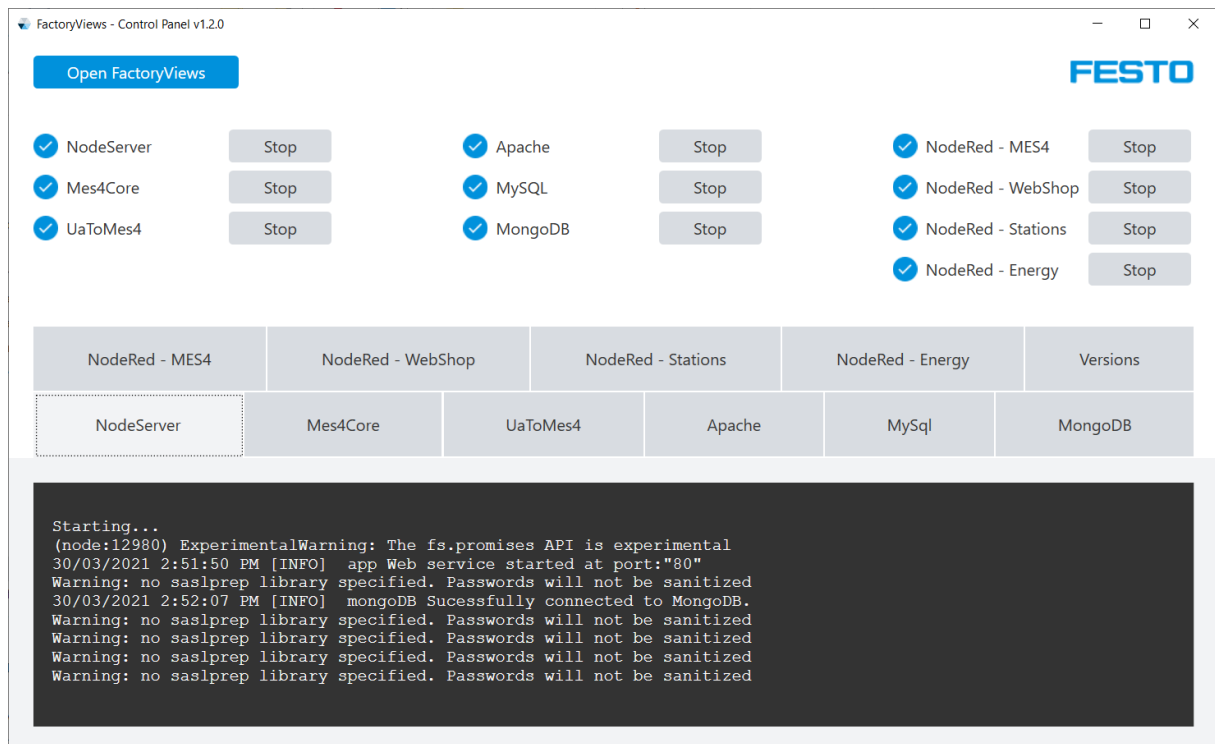 FactoryViews - Control Panel v1.2.0
Open FactoryViews
FESTO
NodeServer Stop Apache Stop NodeRed - MES4 Stop
Mes4Core Stop MySQL Stop NodeRed - WebShop Stop
UaToMes4 Stop MongoDB Stop NodeRed - Stations Stop
NodeRed - Energy Stop
NodeRed - MES4 NodeRed - WebShop NodeRed - Stations NodeRed - Energy Versions
NodeServer Mes4Core UaToMes4 Apache MySql MongoDB
Starting...
(node:12980) ExperimentalWarning: The fs.promises API is experimental
30/03/2021 2:51:50 PM [INFO]  app Web service started at port:"80"
Warning: no saslprep library specified. Passwords will not be sanitized
30/03/2021 2:52:07 PM [INFO]  mongoDB Sucessfully connected to MongoDB.
Warning: no saslprep library specified. Passwords will not be sanitized
Warning: no saslprep library specified. Passwords will not be sanitized
Warning: no saslprep library specified. Passwords will not be sanitized
Warning: no saslprep library specified. Passwords will not be sanitized